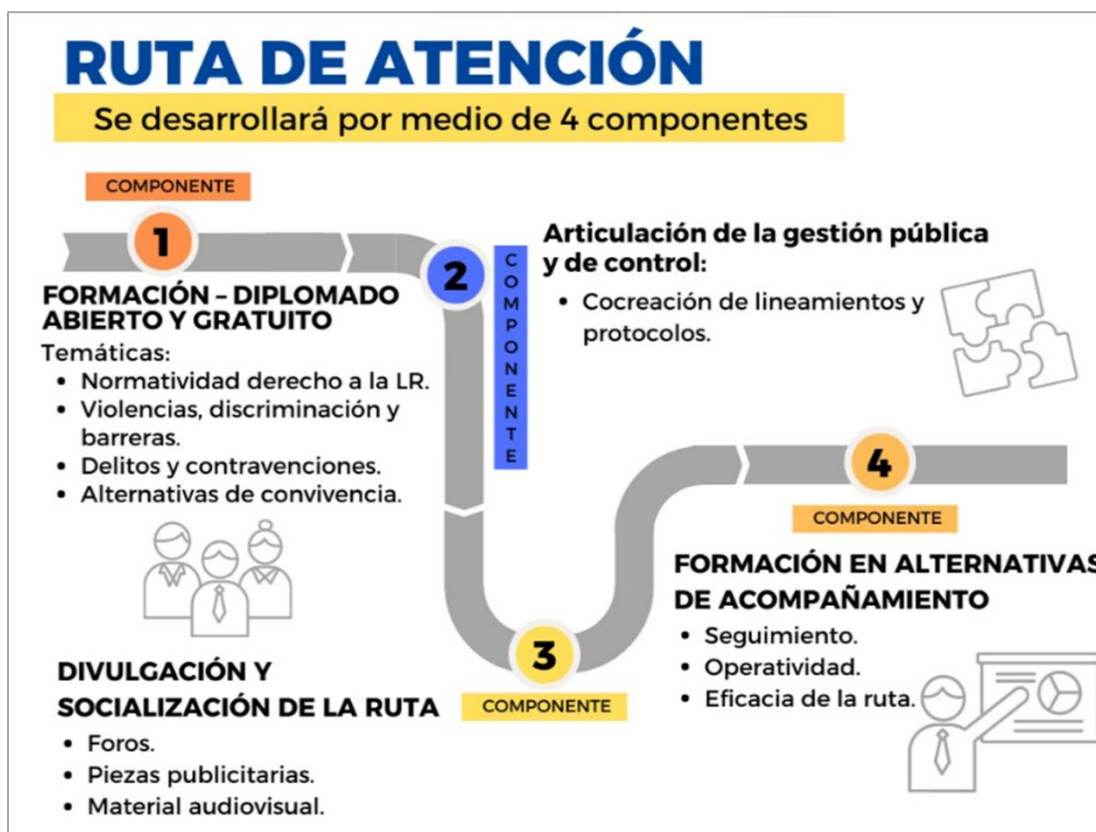 RUTA DE ATENCIÓN
Se desarrollará por medio de 4 componentes
COMPONENTE
1
FORMACIÓN – DIPLOMADO
ABIERTO Y GRATUITO
Temáticas:
• Normatividad derecho a la LR.
• Violencias, discriminación y
barreras.
• Delitos y contravenciones.
• Alternativas de convivencia.
2
COMPONENTE
Articulación de la gestión pública
y de control:
• Cocreación de lineamientos y
protocolos.
3
COMPONENTE
DIVULGACIÓN Y
SOCIALIZACIÓN DE LA RUTA
• Foros.
• Piezas publicitarias.
• Material audiovisual.
4
COMPONENTE
FORMACIÓN EN ALTERNATIVAS
DE ACOMPAÑAMIENTO
• Seguimiento.
• Operatividad.
• Eficacia de la ruta.